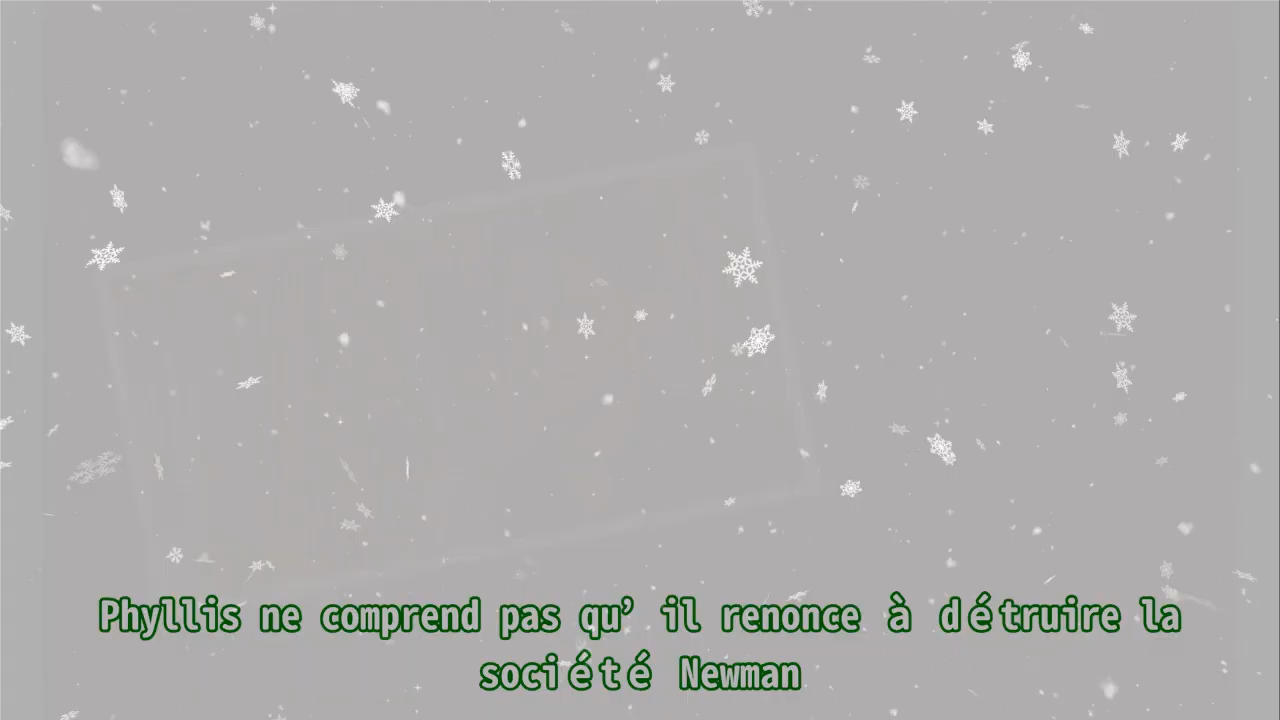 Phyllis ne comprend pas qu’ il renonce à détruire la
société Newman